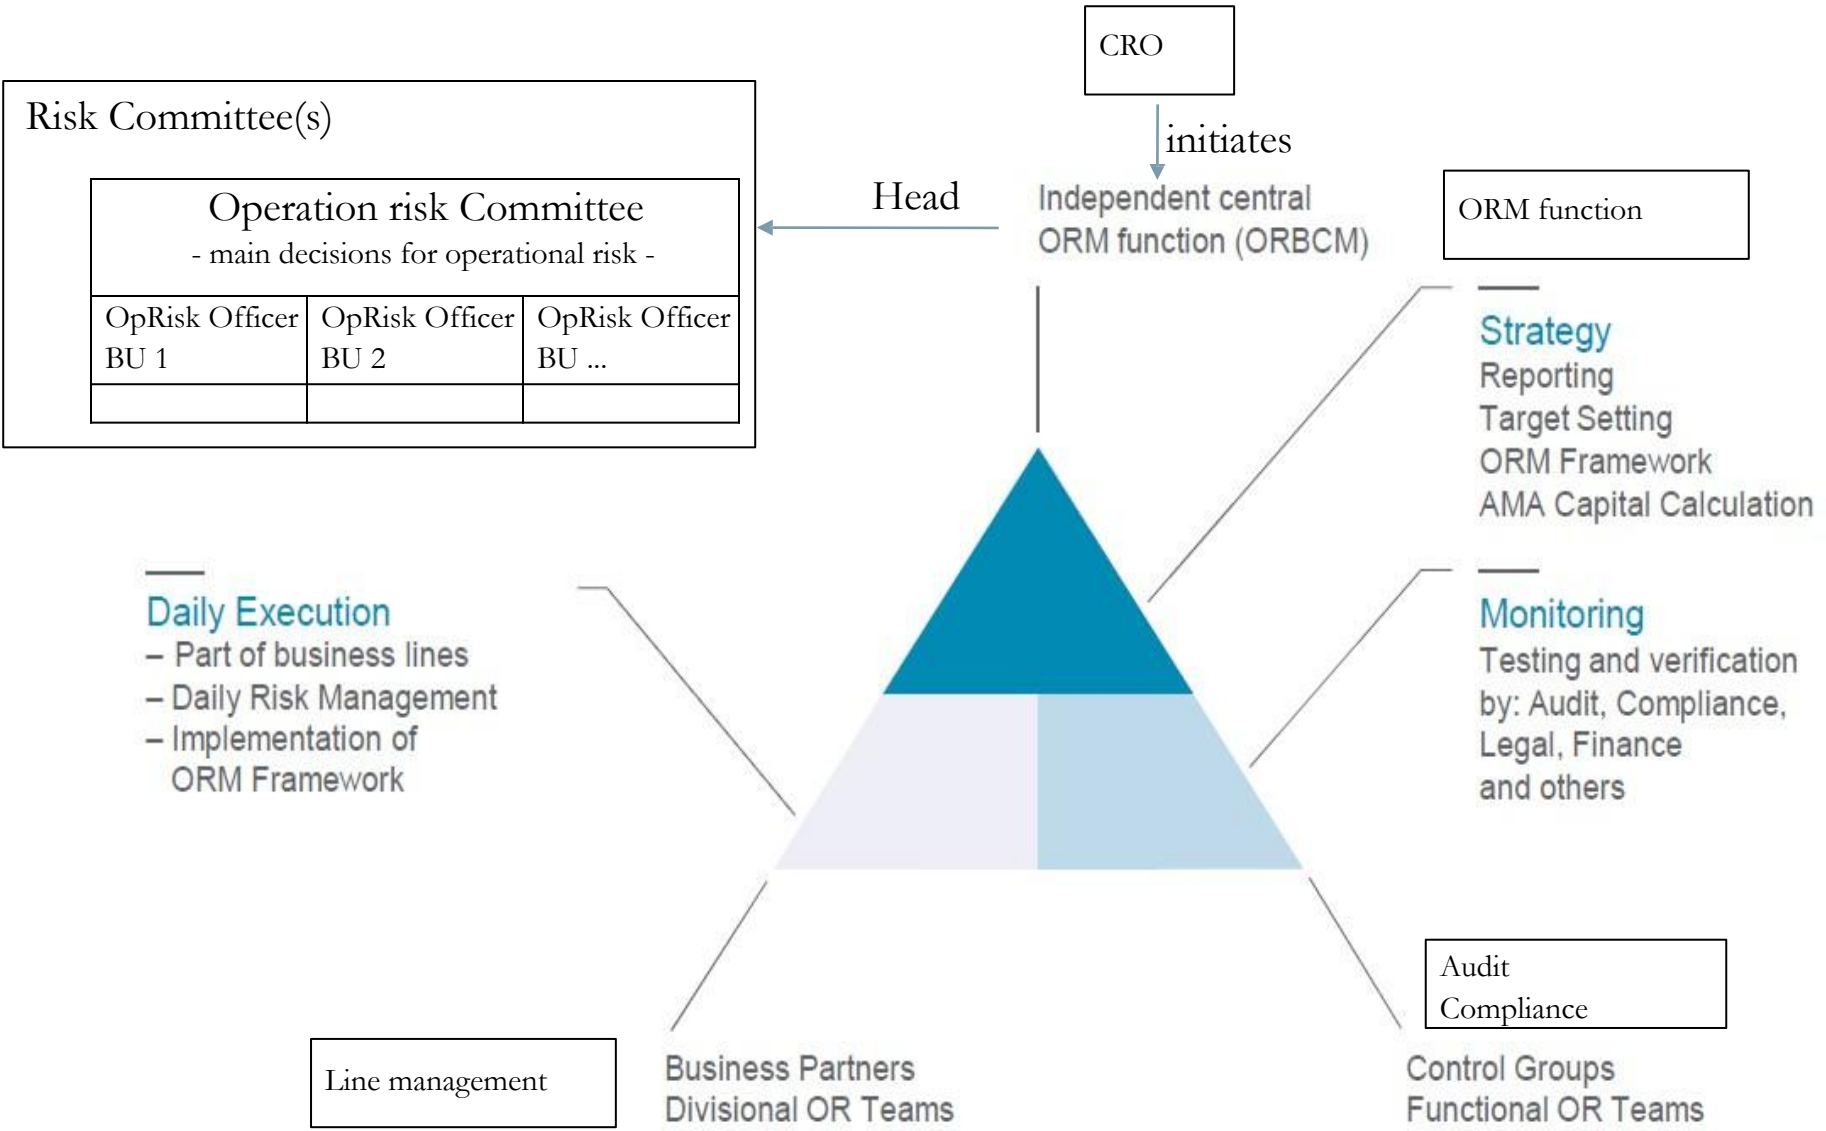 CRO
initiates
Risk Committee(s)
Operation risk Committee
- main decisions for operational risk -
OpRisk Officer
BU 1
OpRisk Officer
BU 2
OpRisk Officer
BU ...
Head
Independent central
ORM function (ORBCM)
ORM function
Strategy
Reporting
Target Setting
ORM Framework
AMA Capital Calculation
Daily Execution
– Part of business lines
– Daily Risk Management
– Implementation of
ORM Framework
Monitoring
Testing and verification
by: Audit, Compliance,
Legal, Finance
and others
Line management
Business Partners
Divisional OR Teams
Audit
Compliance
Control Groups
Functional OR Teams